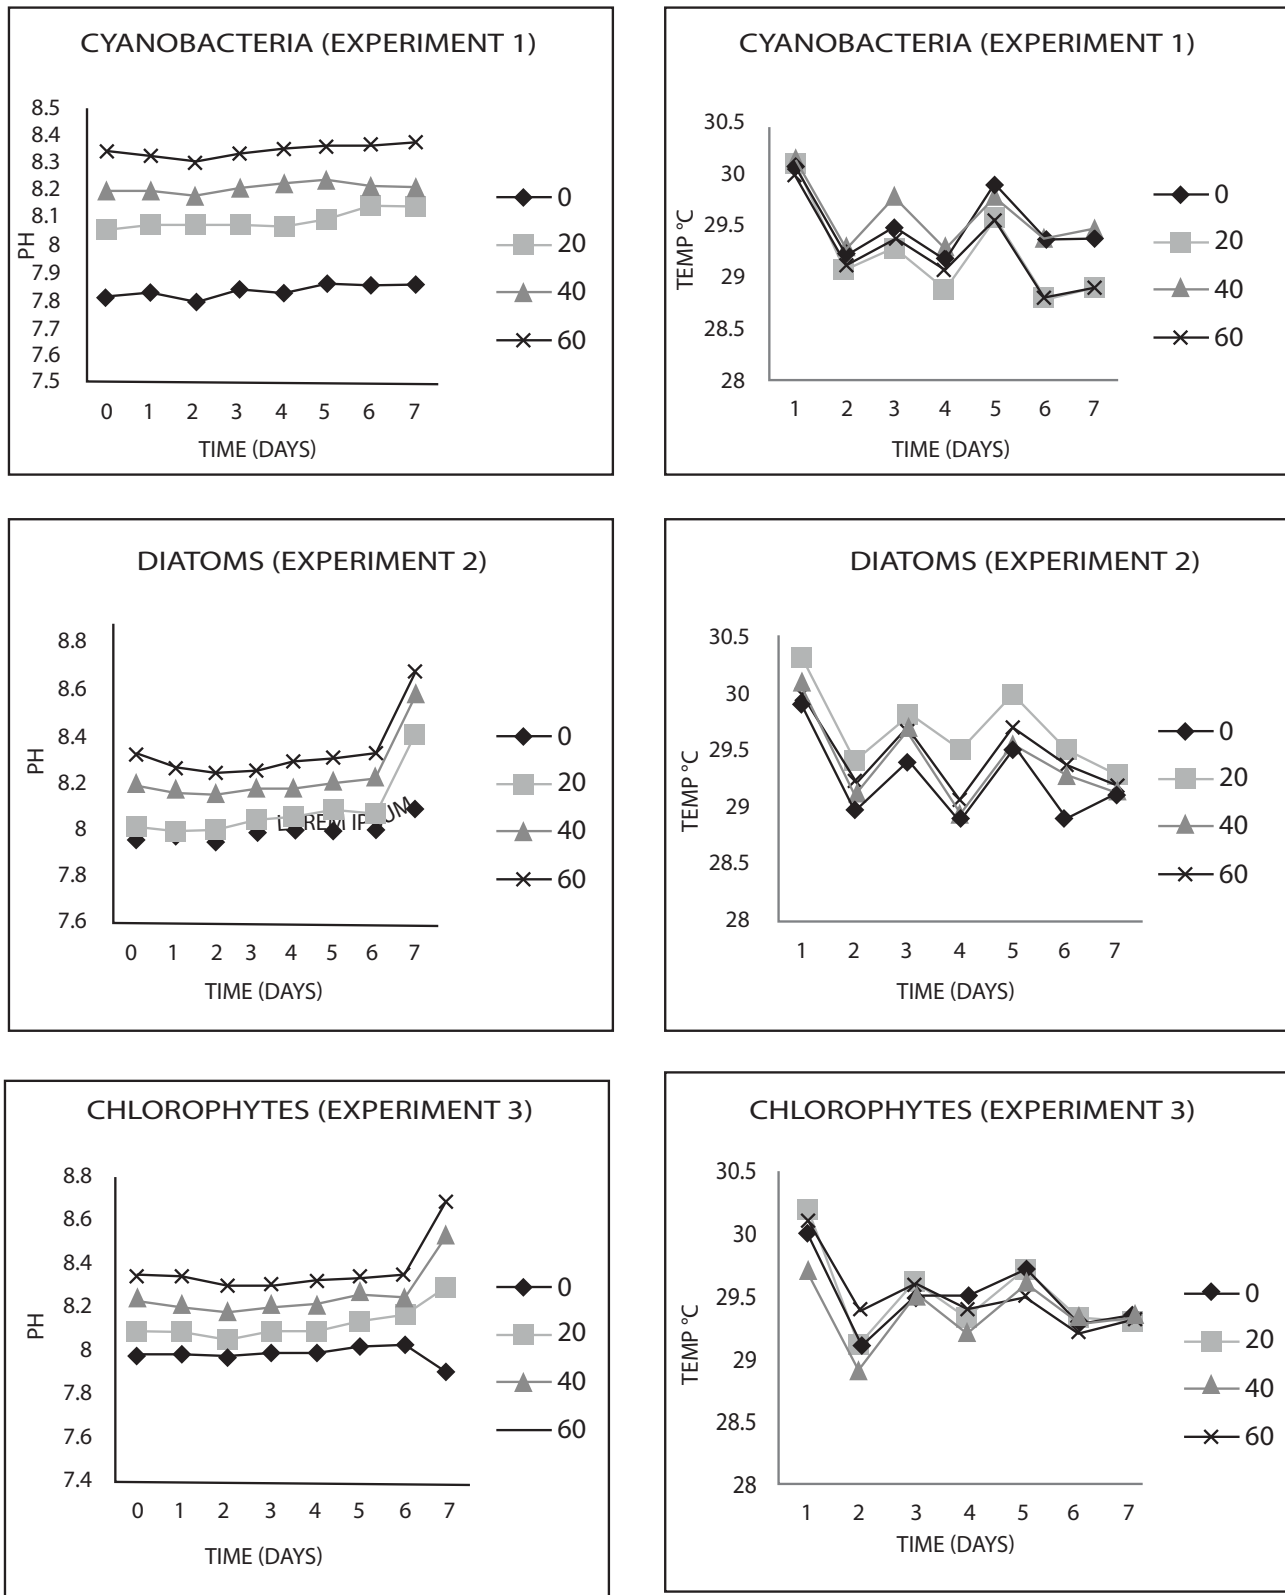 CYANOBACTERIA (EXPERIMENT 1)
8.5
8.4
8.3
8.2
8.1
8
7.9
7.8
7.7
7.6
7.5
PH
0 1 2 3 4 5 6 7
TIME (DAYS)
0
20
40
60
CYANOBACTERIA (EXPERIMENT 1)
30.5
30
29.5
29
28.5
28
TEMP °C
1 2 3 4 5 6 7
TIME (DAYS)
0
20
40
60
DIATOMS (EXPERIMENT 2)
8.8
8.6
8.4
8.2
8
7.8
7.6
PH
LOREM IPSUM
0 1 2 3 4 5 6 7
TIME (DAYS)
0
20
40
60
DIATOMS (EXPERIMENT 2)
30.5
30
29.5
29
28.5
28
TEMP °C
1 2 3 4 5 6 7
TIME (DAYS)
0
20
40
60
CHLOROPHYTES (EXPERIMENT 3)
8.8
8.6
8.4
8.2
8
7.8
7.6
7.4
PH
0 1 2 3 4 5 6 7
TIME (DAYS)
0
20
40
60
CHLOROPHYTES (EXPERIMENT 3)
30.5
30
29.5
29
28.5
28
TEMP °C
1 2 3 4 5 6 7
TIME (DAYS)
0
20
40
60